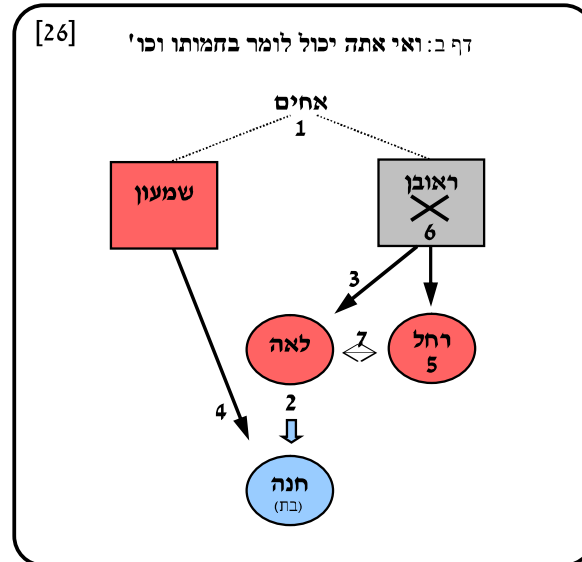 [26]
דף ב: ואי אתה יכול לומר בחמותו וכו'
אחים
1
שמעון
ראובן
6
3
לאה
7
רחל
5
2
4
חנה
(בת)